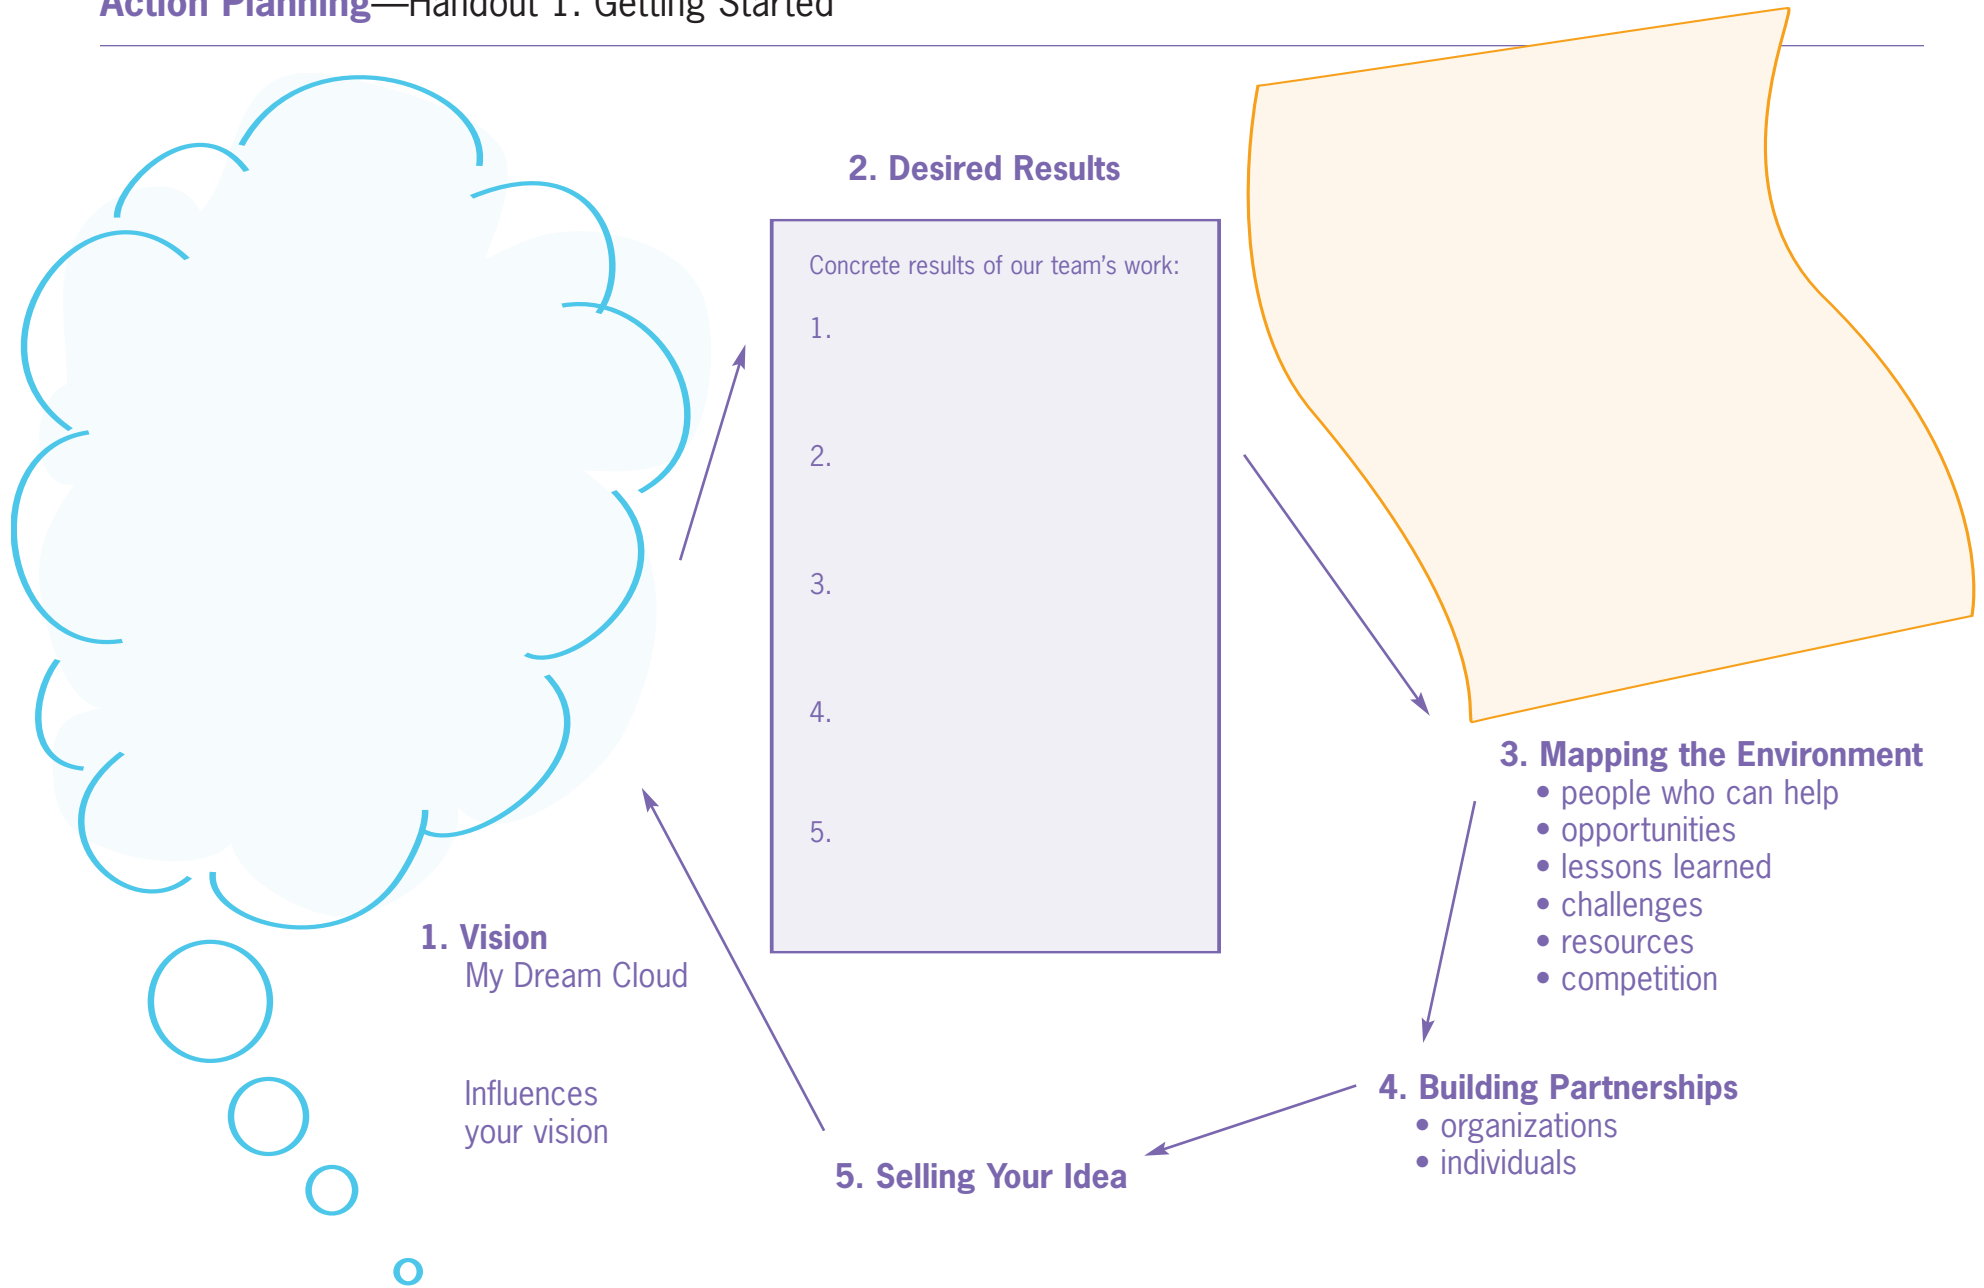 Action Planning—Handout 1: Getting Started
1. Vision
My Dream Cloud
Influences
your vision
2. Desired Results
Concrete results of our team's work:
1.
2.
3.
4.
5.
3. Mapping the Environment
• people who can help
• opportunities
• lessons learned
• challenges
• resources
• competition
4. Building Partnerships
• organizations
• individuals
5. Selling Your Idea